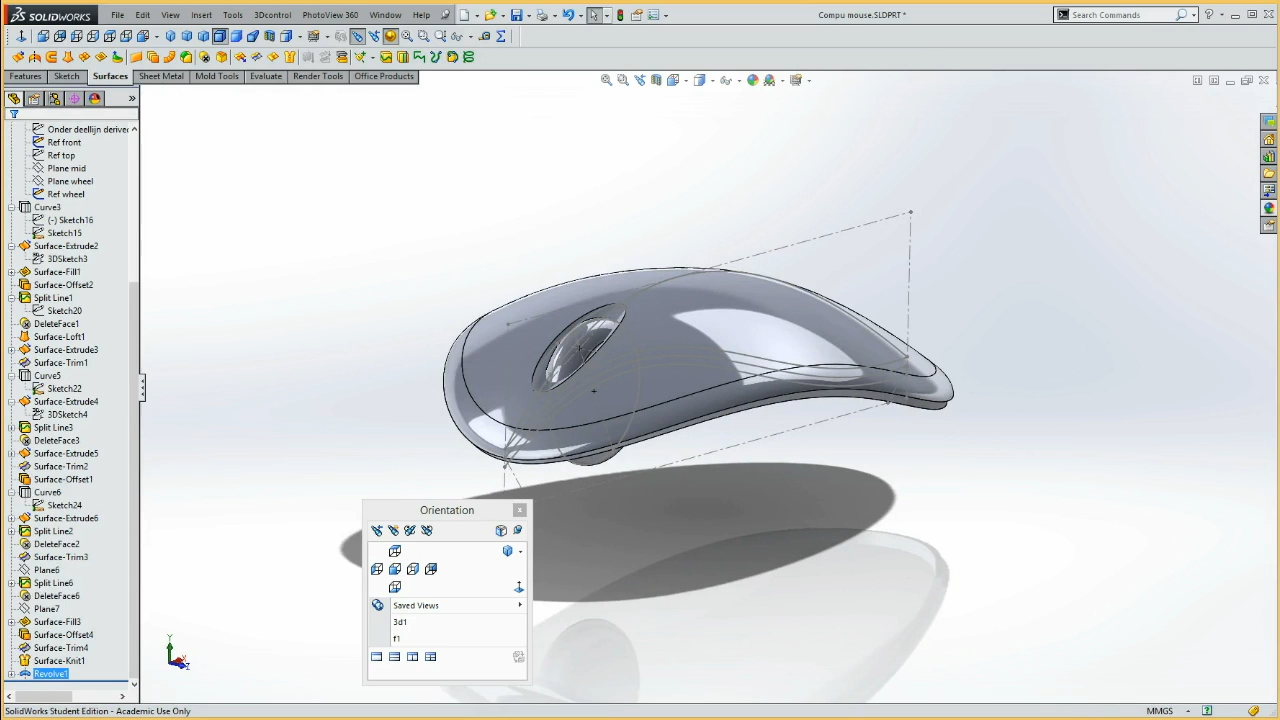 SOLIDWORKS File Edit View Insert Tools 3Dcontrol PhotoView 360 Window Help Compu mouse.SLDPRT * Search Commands
Features Sketch Surfaces Sheet Metal Mold Tools Evaluate Render Tools Office Products
Onder deellijn derive
Ref front
Ref top
Plane mid
Plane wheel
Ref wheel
Curve3
(-) Sketch16
Sketch15
Surface-Extrude2
3DSketch3
Surface-Fill1
Surface-Offset2
Split Line1
Sketch20
DeleteFace1
Surface-Loft1
Surface-Extrude3
Surface-Trim1
Curve5
Sketch22
Surface-Extrude4
3DSketch4
Split Line3
DeleteFace3
Surface-Extrude5
Surface-Trim2
Surface-Offset1
Curve6
Sketch24
Surface-Extrude6
Split Line2
DeleteFace2
Surface-Trim3
Plane6
Split Line6
DeleteFace6
Plane7
Surface-Fill3
Surface-Offset4
Surface-Trim4
Surface-Knit1
Revolve1
Orientation
Saved Views
3d1
f1
Y
X
Z
SolidWorks Student Edition - Academic Use Only MMGS